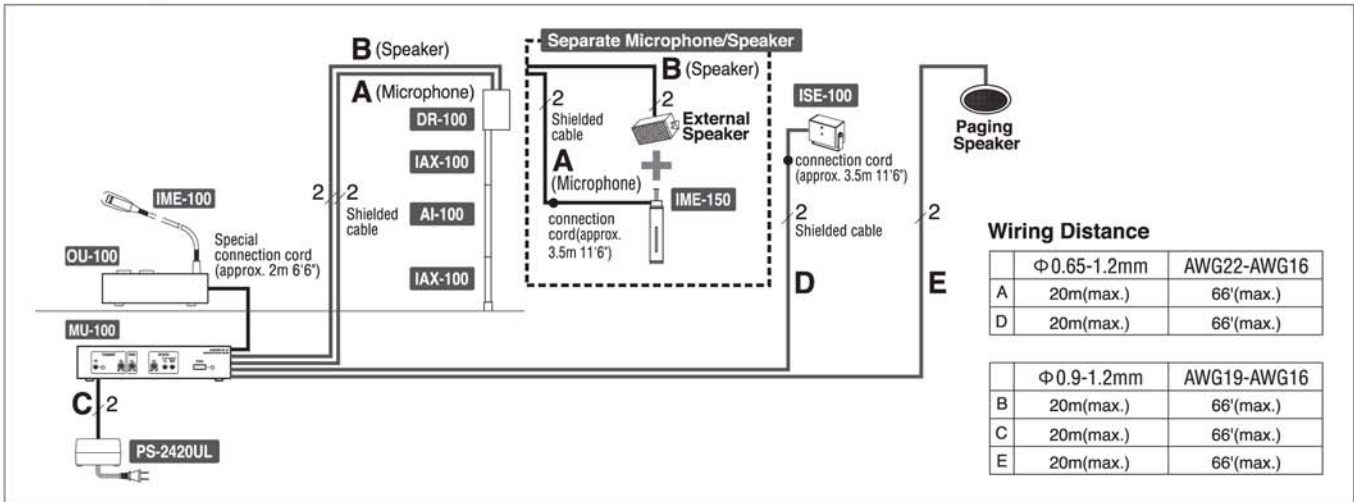 Separate Microphone/Speaker
B (Speaker)
A (Microphone)
DR-100
IAX-100
AI-100
IAX-100
2
2
Shielded
cable
B (Speaker)
2
Shielded
cable
2
External
Speaker
A
(Microphone)
connection
cord(approx.
3.5m 11'6")
IME-150
ISE-100
connection cord
(approx. 3.5m 11'6")
2
Shielded cable
D
Paging
Speaker
2
E
IME-100
OU-100
Special
connection cord
(approx. 2m 6'6")
MU-100
C
2
PS-2420UL
Wiring Distance
Φ0.65-1.2mm AWG22-AWG16
A 20m(max.) 66'(max.)
D 20m(max.) 66'(max.)
Φ0.9-1.2mm AWG19-AWG16
B 20m(max.) 66'(max.)
C 20m(max.) 66'(max.)
E 20m(max.) 66'(max.)